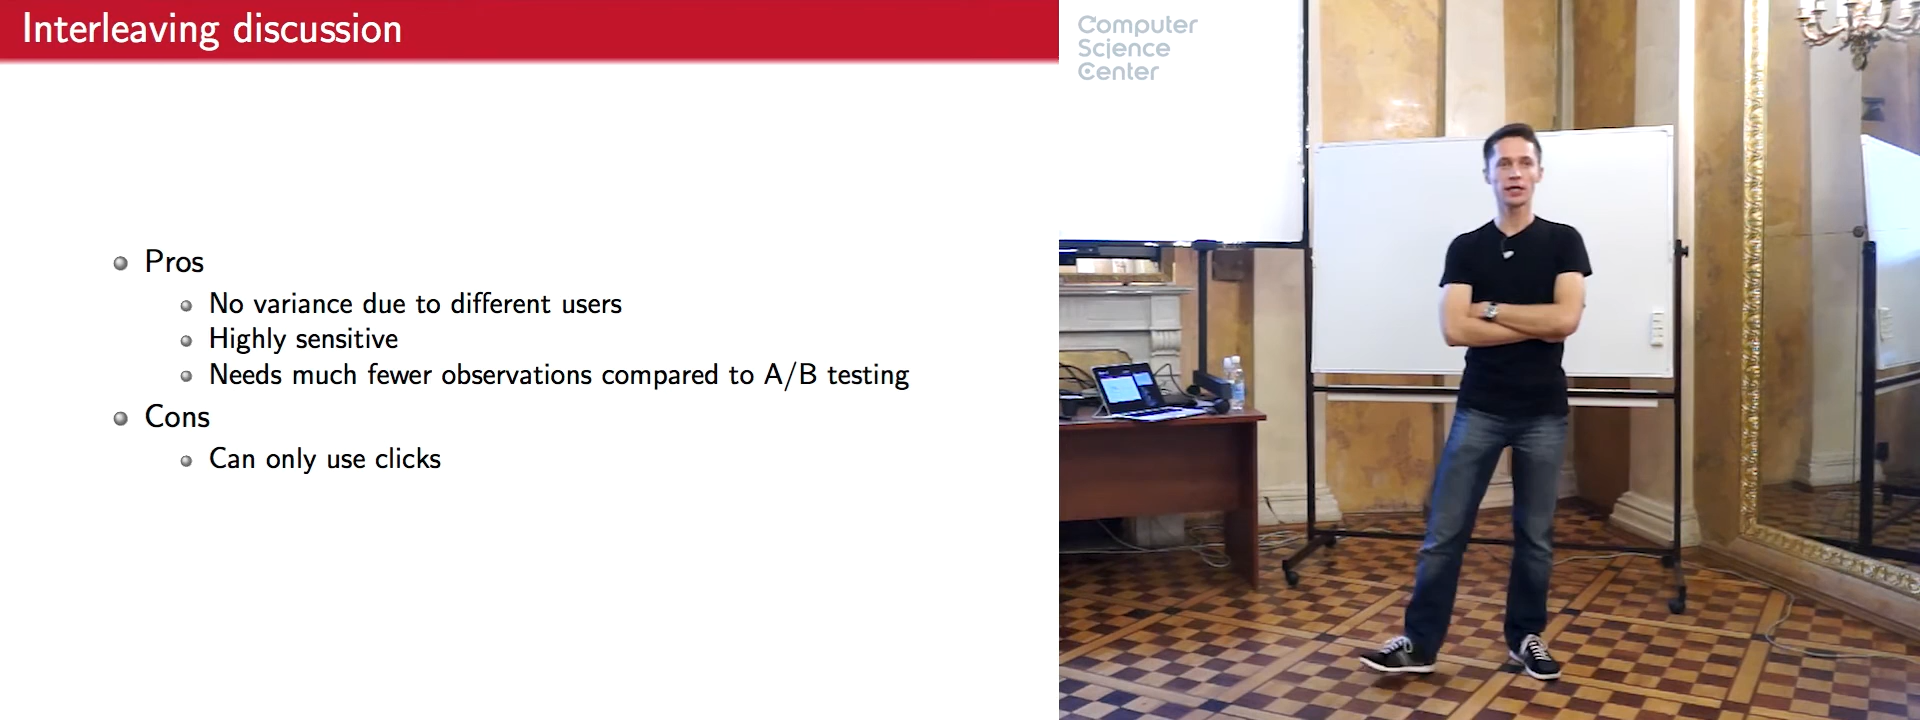 Interleaving discussion
Pros
No variance due to different users
Highly sensitive
Needs much fewer observations compared to A/B testing
Cons
Can only use clicks
Computer
Science
Center